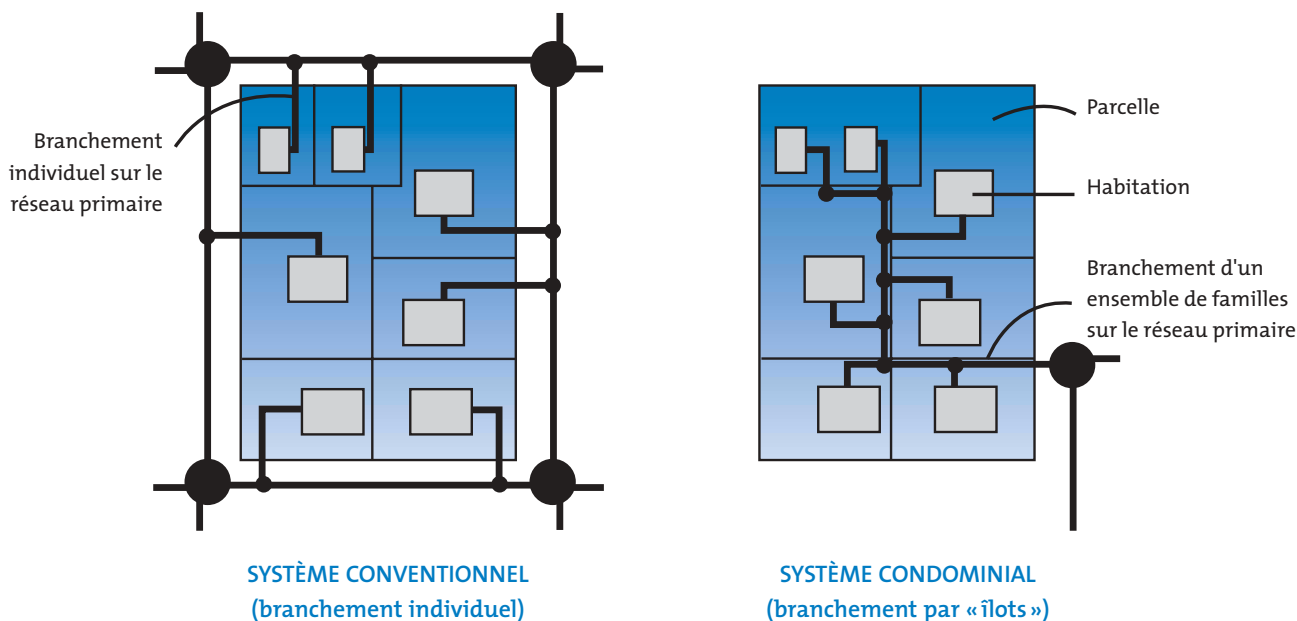 Branchement
individuel sur le
réseau primaire
Parcelle
Habitation
Branchement d'un
ensemble de familles
sur le réseau primaire
SYSTÈME CONVENTIONNEL
(branchement individuel)
SYSTÈME CONDOMINIAL
(branchement par « îlots »)